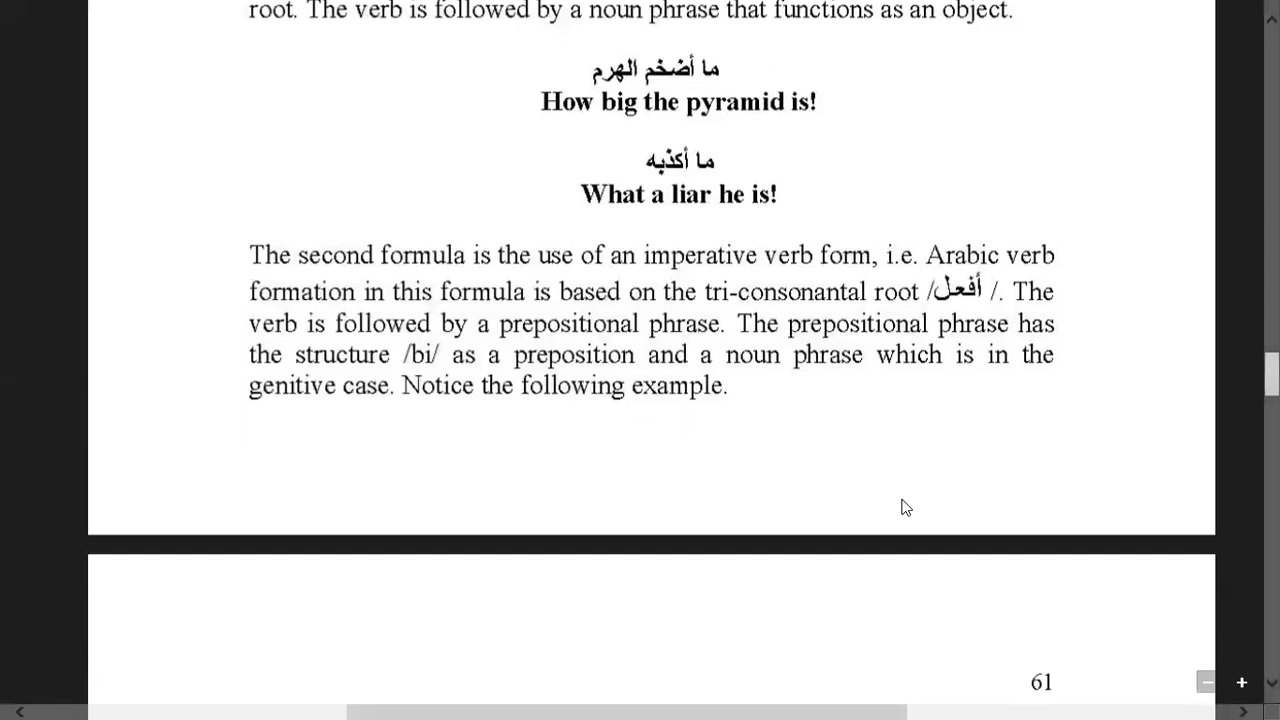 root. The verb is followed by a noun phrase that functions as an object.
ما أضخم الهرم
How big the pyramid is!
ما أكذبه
What a liar he is!
The second formula is the use of an imperative verb form, i.e. Arabic verb
formation in this formula is based on the tri-consonantal root /أفعل /. The
verb is followed by a prepositional phrase. The prepositional phrase has
the structure /bi/ as a preposition and a noun phrase which is in the
genitive case. Notice the following example.
61